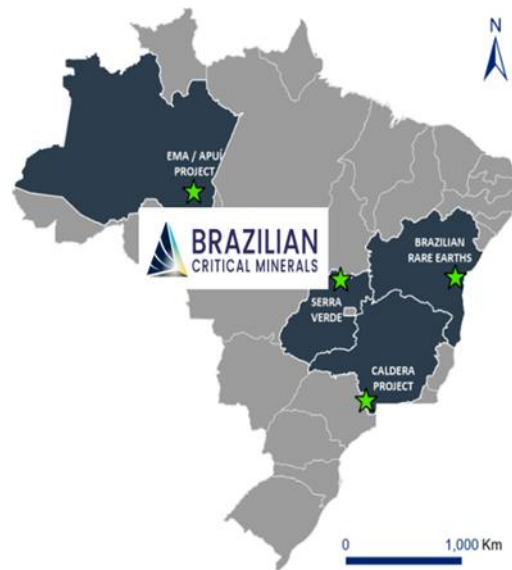 N
EMA / APUÍ
PROJECT
BRAZILIAN
CRITICAL MINERALS
BRAZILIAN
RARE EARTHS
SERRA
VERDE
CALDERA
PROJECT
0 1,000 Km